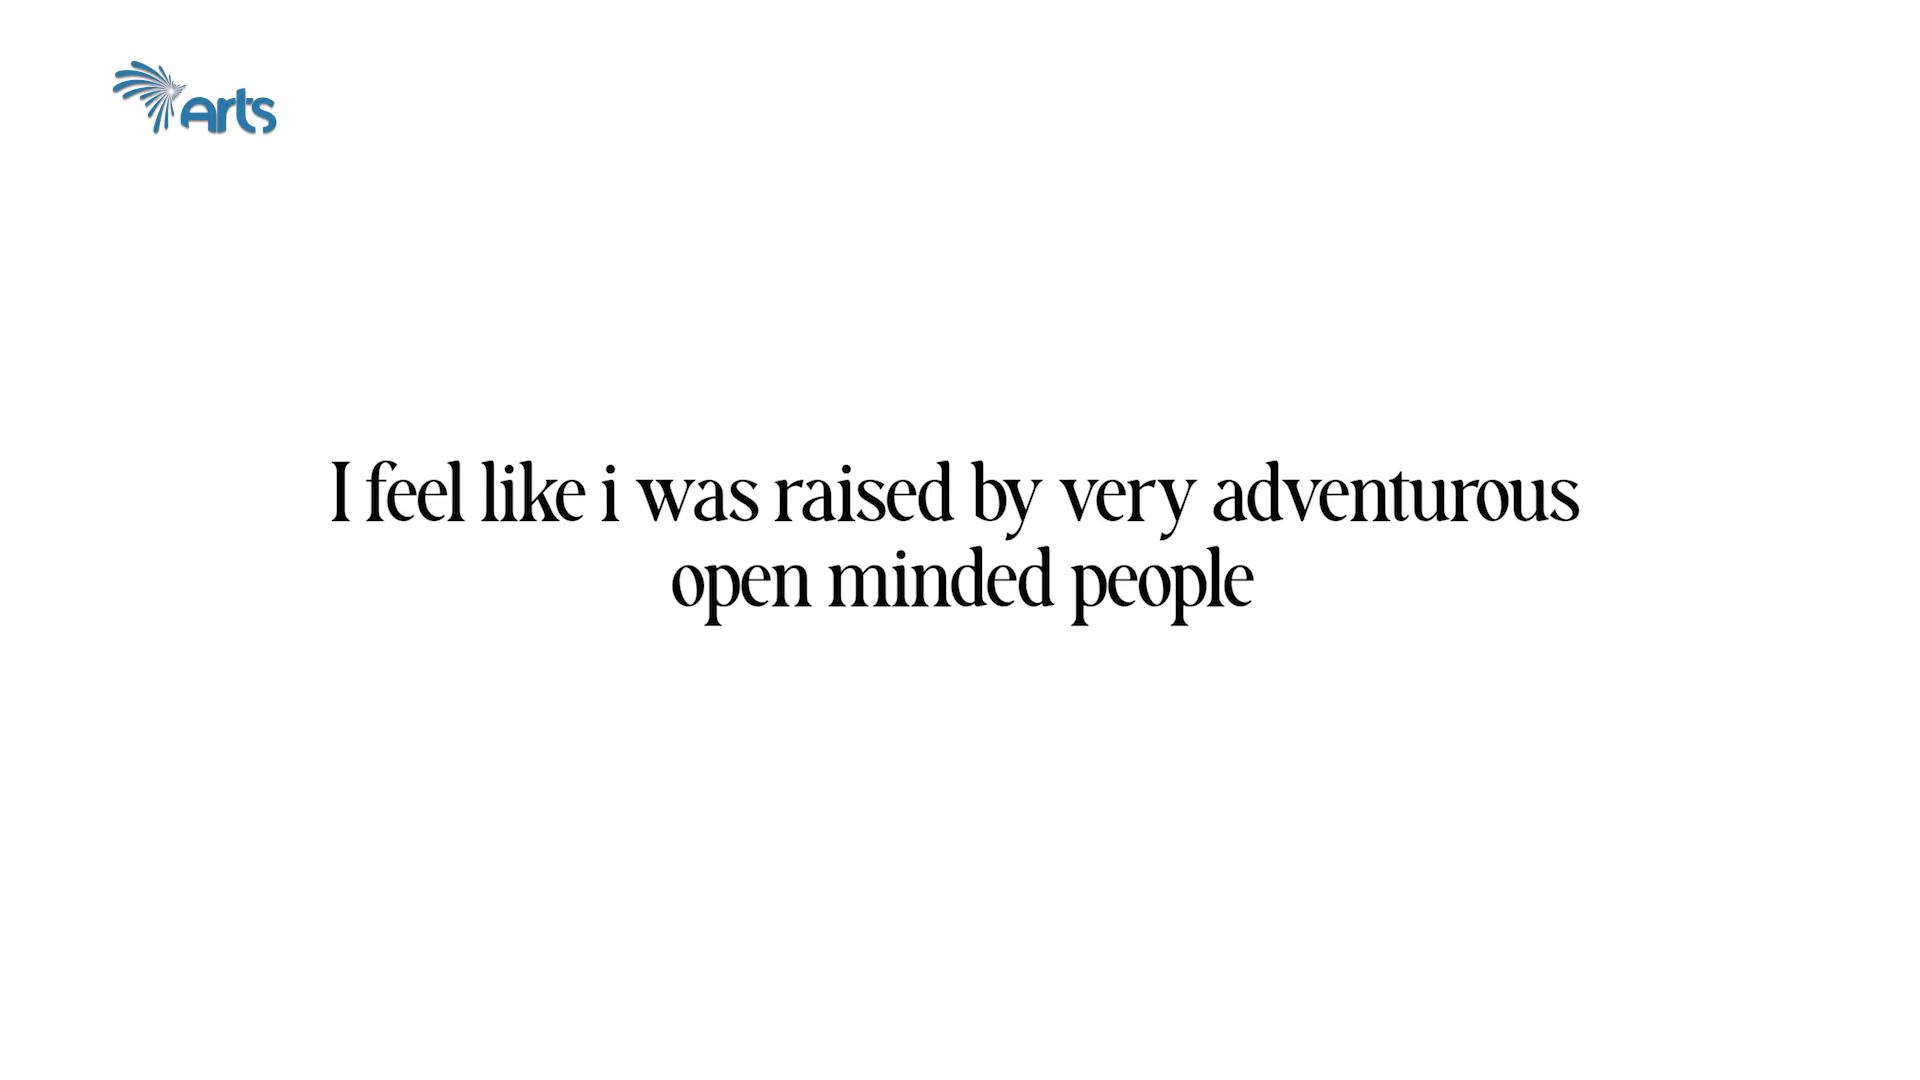 arts
I feel like i was raised by very adventurous
open minded people